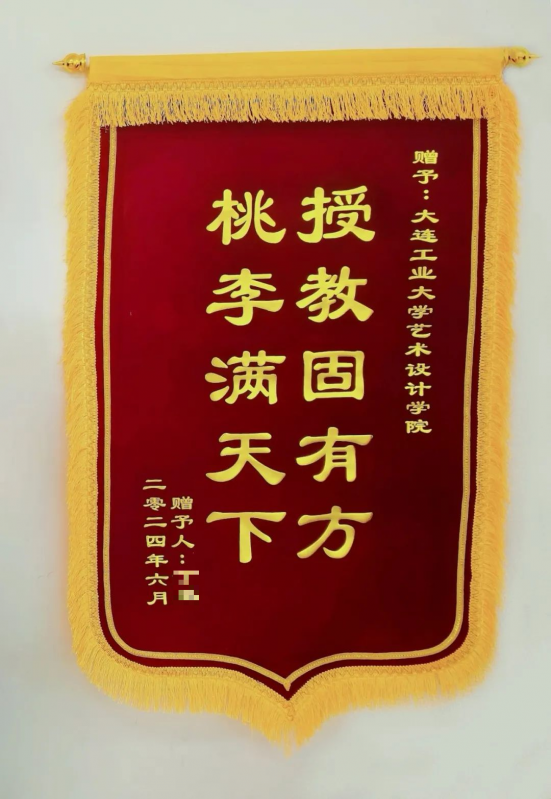 赠予：大连工业大学艺术设计学院
授教固有方
桃李满天下
赠予人：丁
二零二四年六月